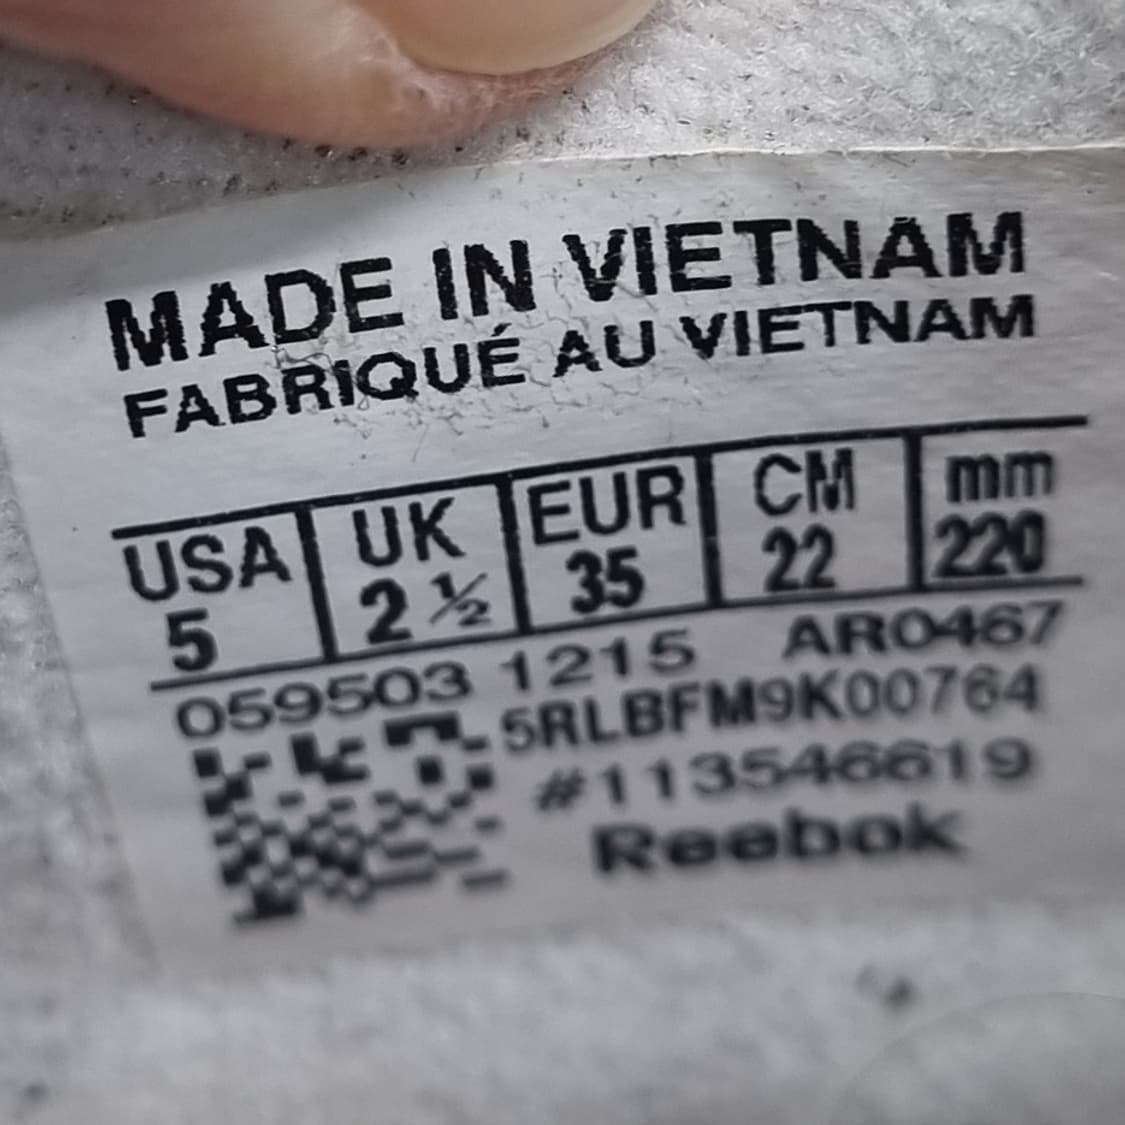 MADE IN VIETNAM
FABRIQUÉ AU VIETNAM
USA UK EUR CM mm
5 2 ½ 35 22 220
059503 1215 AR0467
5RLBFM9K00764
#113546619
Reebok